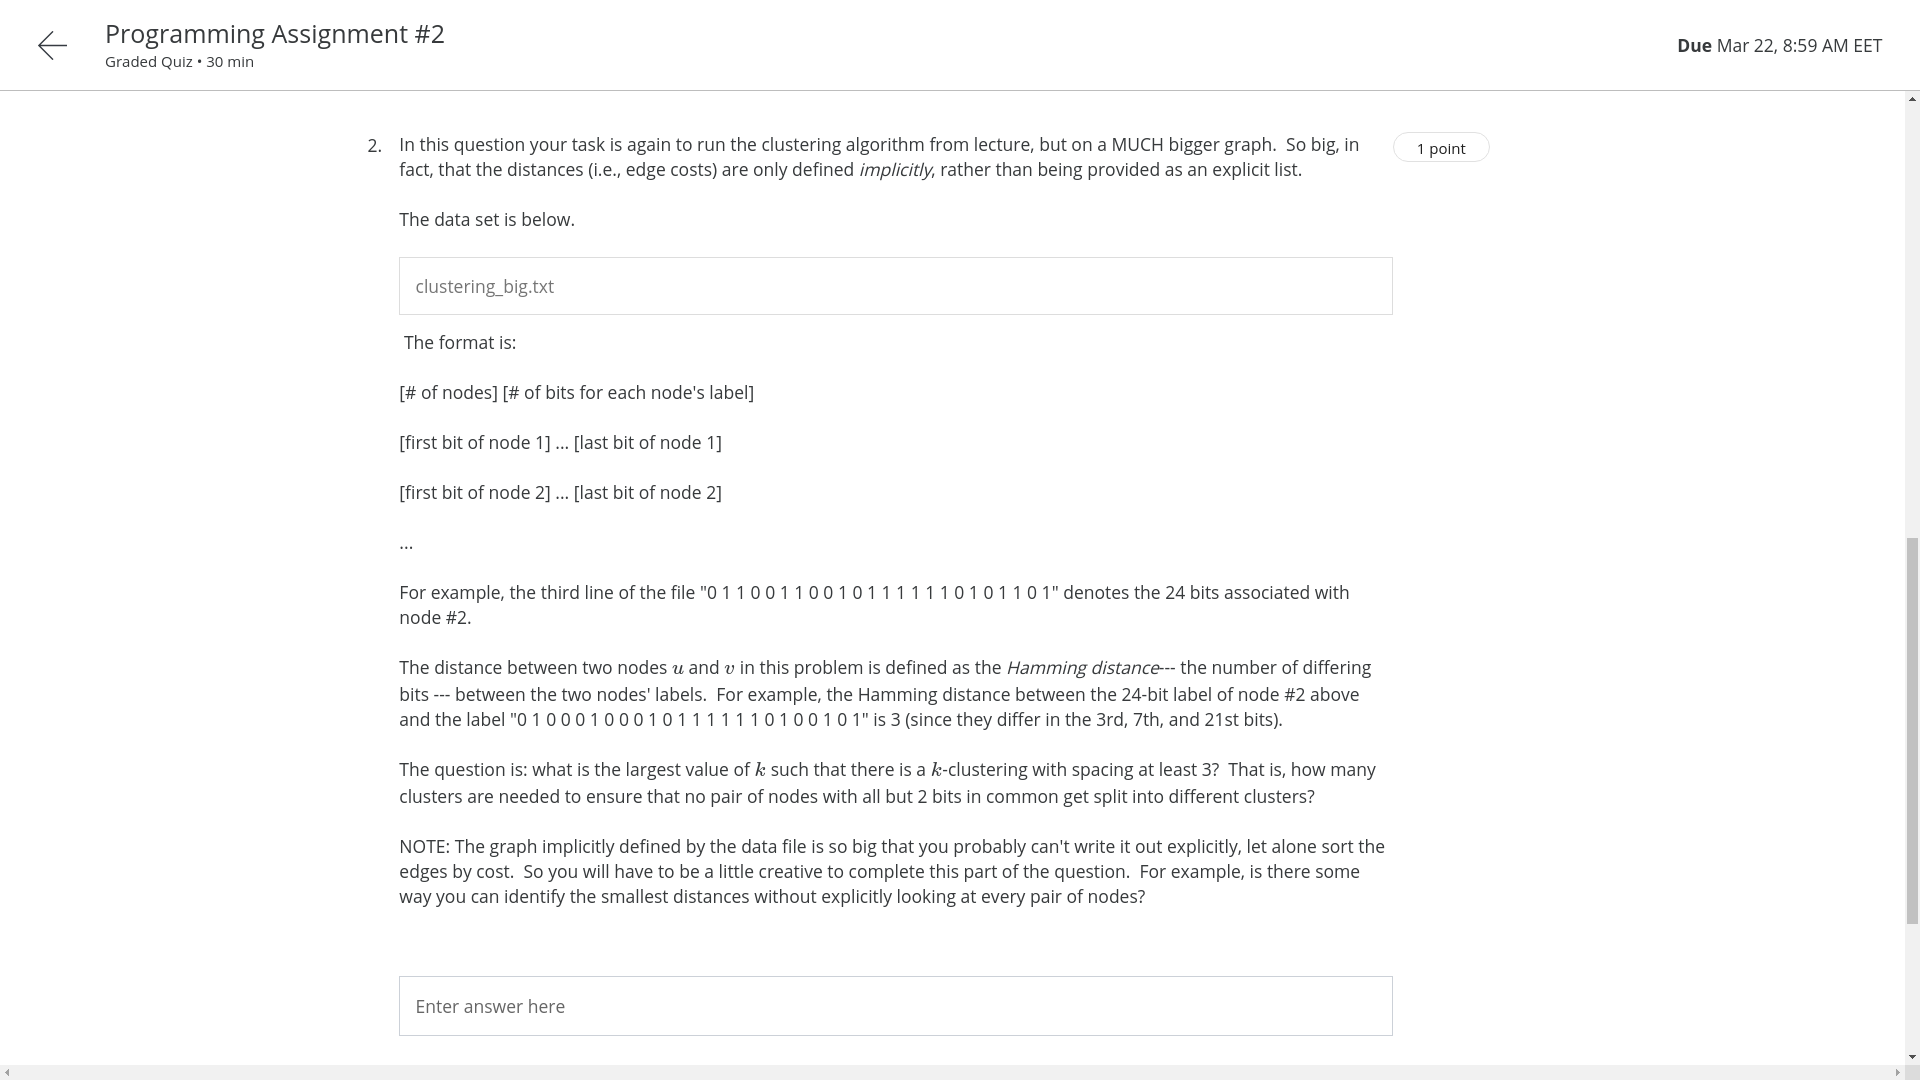 Programming Assignment #2
Graded Quiz • 30 min
Due Mar 22, 8:59 AM EET
2. In this question your task is again to run the clustering algorithm from lecture, but on a MUCH bigger graph. So big, in
1 point
fact, that the distances (i.e., edge costs) are only defined implicitly, rather than being provided as an explicit list.
The data set is below.
clustering_big.txt
The format is:
[# of nodes] [# of bits for each node's label]
[first bit of node 1] ... [last bit of node 1]
[first bit of node 2] ... [last bit of node 2]
...
For example, the third line of the file "0 1 1 0 0 1 1 0 0 1 0 1 1 1 1 1 1 0 1 0 1 1 0 1" denotes the 24 bits associated with
node #2.
The distance between two nodes u and v in this problem is defined as the Hamming distance--- the number of differing
bits --- between the two nodes' labels. For example, the Hamming distance between the 24-bit label of node #2 above
and the label "0 1 0 0 0 1 0 0 0 1 0 1 1 1 1 1 1 0 1 0 0 1 0 1" is 3 (since they differ in the 3rd, 7th, and 21st bits).
The question is: what is the largest value of k such that there is a k-clustering with spacing at least 3? That is, how many
clusters are needed to ensure that no pair of nodes with all but 2 bits in common get split into different clusters?
NOTE: The graph implicitly defined by the data file is so big that you probably can't write it out explicitly, let alone sort the
edges by cost. So you will have to be a little creative to complete this part of the question. For example, is there some
way you can identify the smallest distances without explicitly looking at every pair of nodes?
Enter answer here